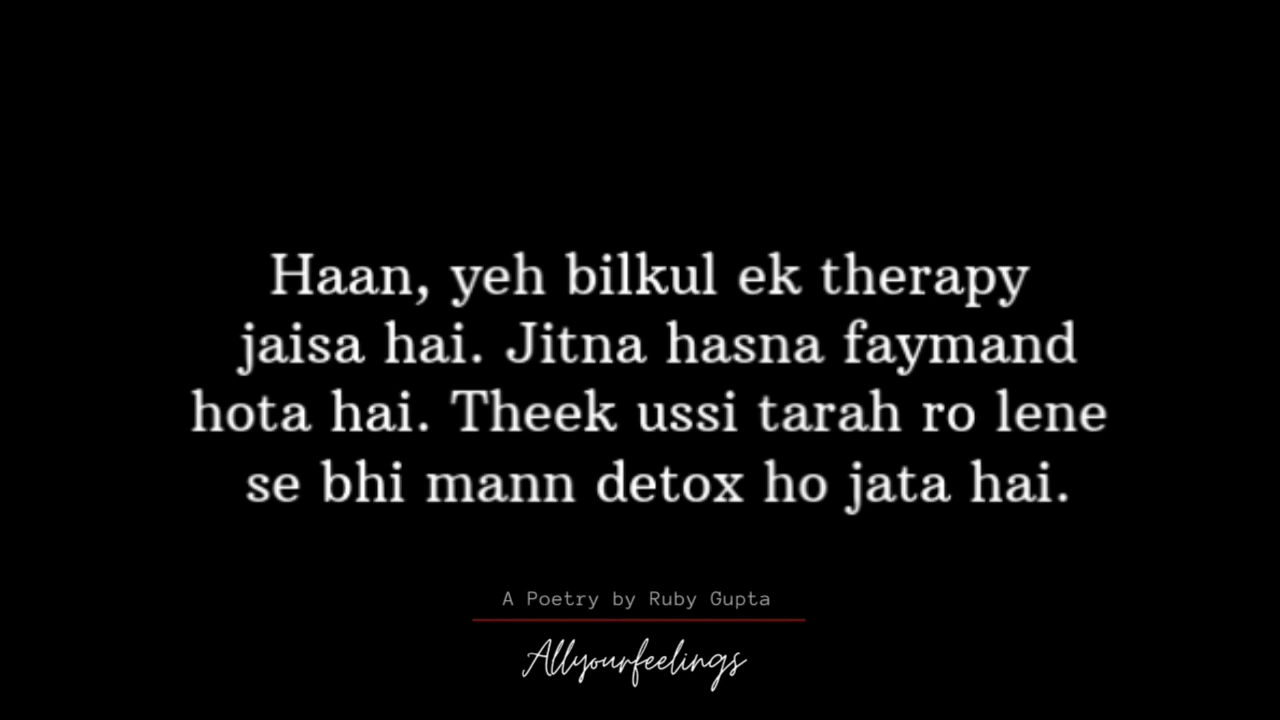 Haan, yeh bilkul ek therapy
jaisa hai. Jitna hasna faymand
hota hai. Theek ussi tarah ro lene
se bhi mann detox ho jata hai.
A Poetry by Ruby Gupta
Allyourfeelings